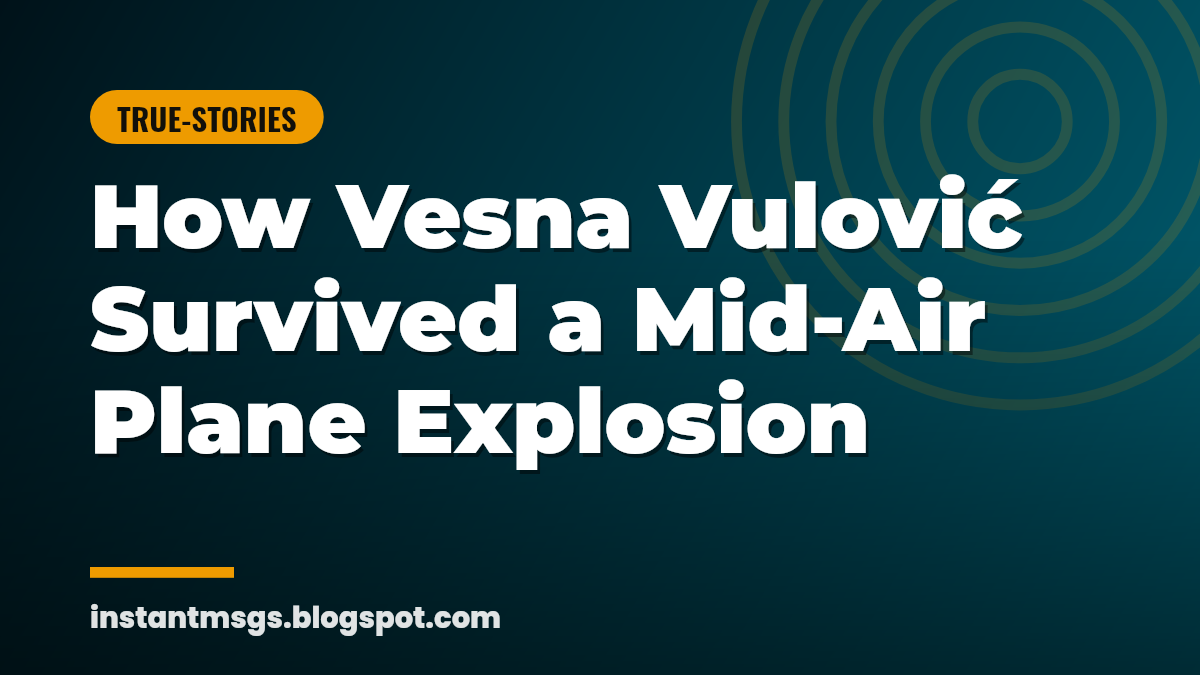 TRUE-STORIES
How Vesna Vulović
Survived a Mid-Air
Plane Explosion
instantmsgs.blogspot.com